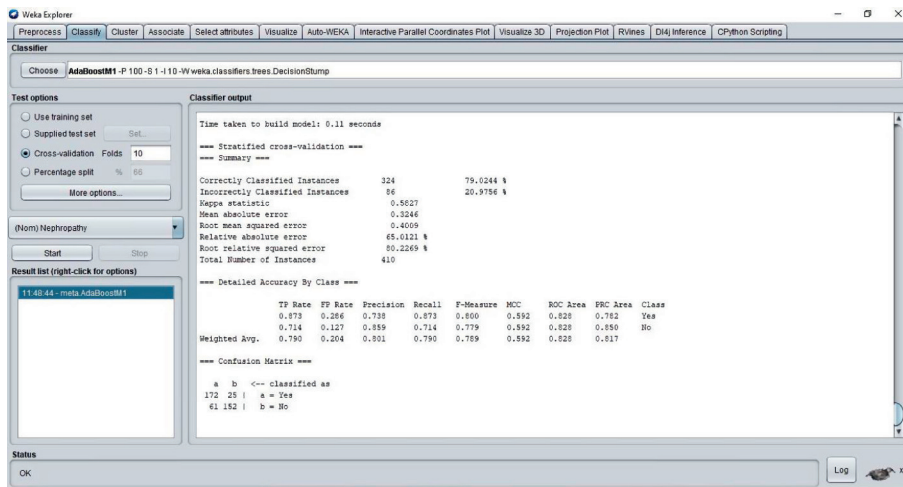 Weka Explorer
Preprocess Classify Cluster Associate Select attributes Visualize Auto-WEKA Interactive Parallel Coordinates Plot Visualize 3D Projection Plot RVines Dl4j Inference CPython Scripting
Classifier
Choose AdaBoostM1 -P 100 -S 1 -I 10 -W weka.classifiers.trees.DecisionStump
Test options
Use training set
Supplied test set Set...
Cross-validation Folds 10
Percentage split % 66
More options...
(Nom) Nephropathy
Start Stop
Result list (right-click for options)
11:48:44 - meta.AdaBoostM1
Classifier output
Time taken to build model: 0.11 seconds
=== Stratified cross-validation ===
=== Summary ===
Correctly Classified Instances 324 79.0244 %
Incorrectly Classified Instances 86 20.9756 %
Kappa statistic 0.5827
Mean absolute error 0.3246
Root mean squared error 0.4009
Relative absolute error 65.0121 %
Root relative squared error 80.2269 %
Total Number of Instances 410
=== Detailed Accuracy By Class ===
TP Rate FP Rate Precision Recall F-Measure MCC ROC Area PRC Area Class
0.873 0.286 0.738 0.873 0.800 0.592 0.828 0.782 Yes
0.714 0.127 0.859 0.714 0.779 0.592 0.828 0.850 No
Weighted Avg. 0.790 0.204 0.801 0.790 0.789 0.592 0.828 0.817
=== Confusion Matrix ===
a b <-- classified as
172 25 | a = Yes
61 152 | b = No
Status
OK
Log
x